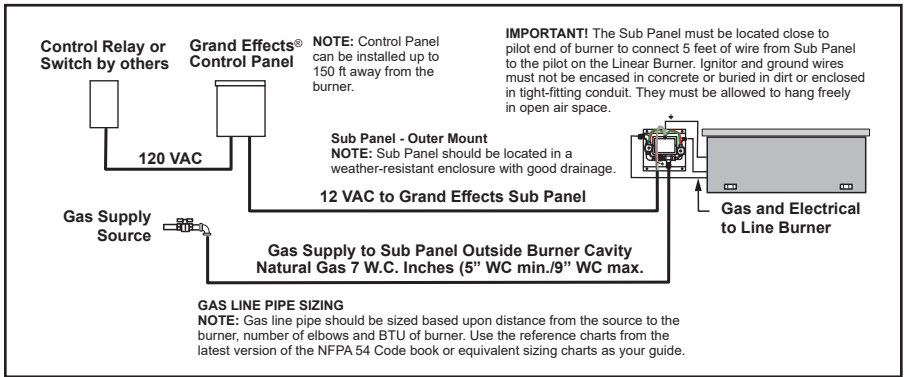 Control Relay or
Switch by others
Grand Effects®
Control Panel
NOTE: Control Panel
can be installed up to
150 ft away from the
burner.
IMPORTANT! The Sub Panel must be located close to
pilot end of burner to connect 5 feet of wire from Sub Panel
to the pilot on the Linear Burner. Ignitor and ground wires
must not be encased in concrete or buried in dirt or enclosed
in tight-fitting conduit. They must be allowed to hang freely
in open air space.
Sub Panel - Outer Mount
NOTE: Sub Panel should be located in a
weather-resistant enclosure with good drainage.
120 VAC
12 VAC to Grand Effects Sub Panel
Gas Supply
Source
Gas and Electrical
to Line Burner
Gas Supply to Sub Panel Outside Burner Cavity
Natural Gas 7 W.C. Inches (5” WC min./9” WC max.
GAS LINE PIPE SIZING
NOTE: Gas line pipe should be sized based upon distance from the source to the
burner, number of elbows and BTU of burner. Use the reference charts from the
latest version of the NFPA 54 Code book or equivalent sizing charts as your guide.